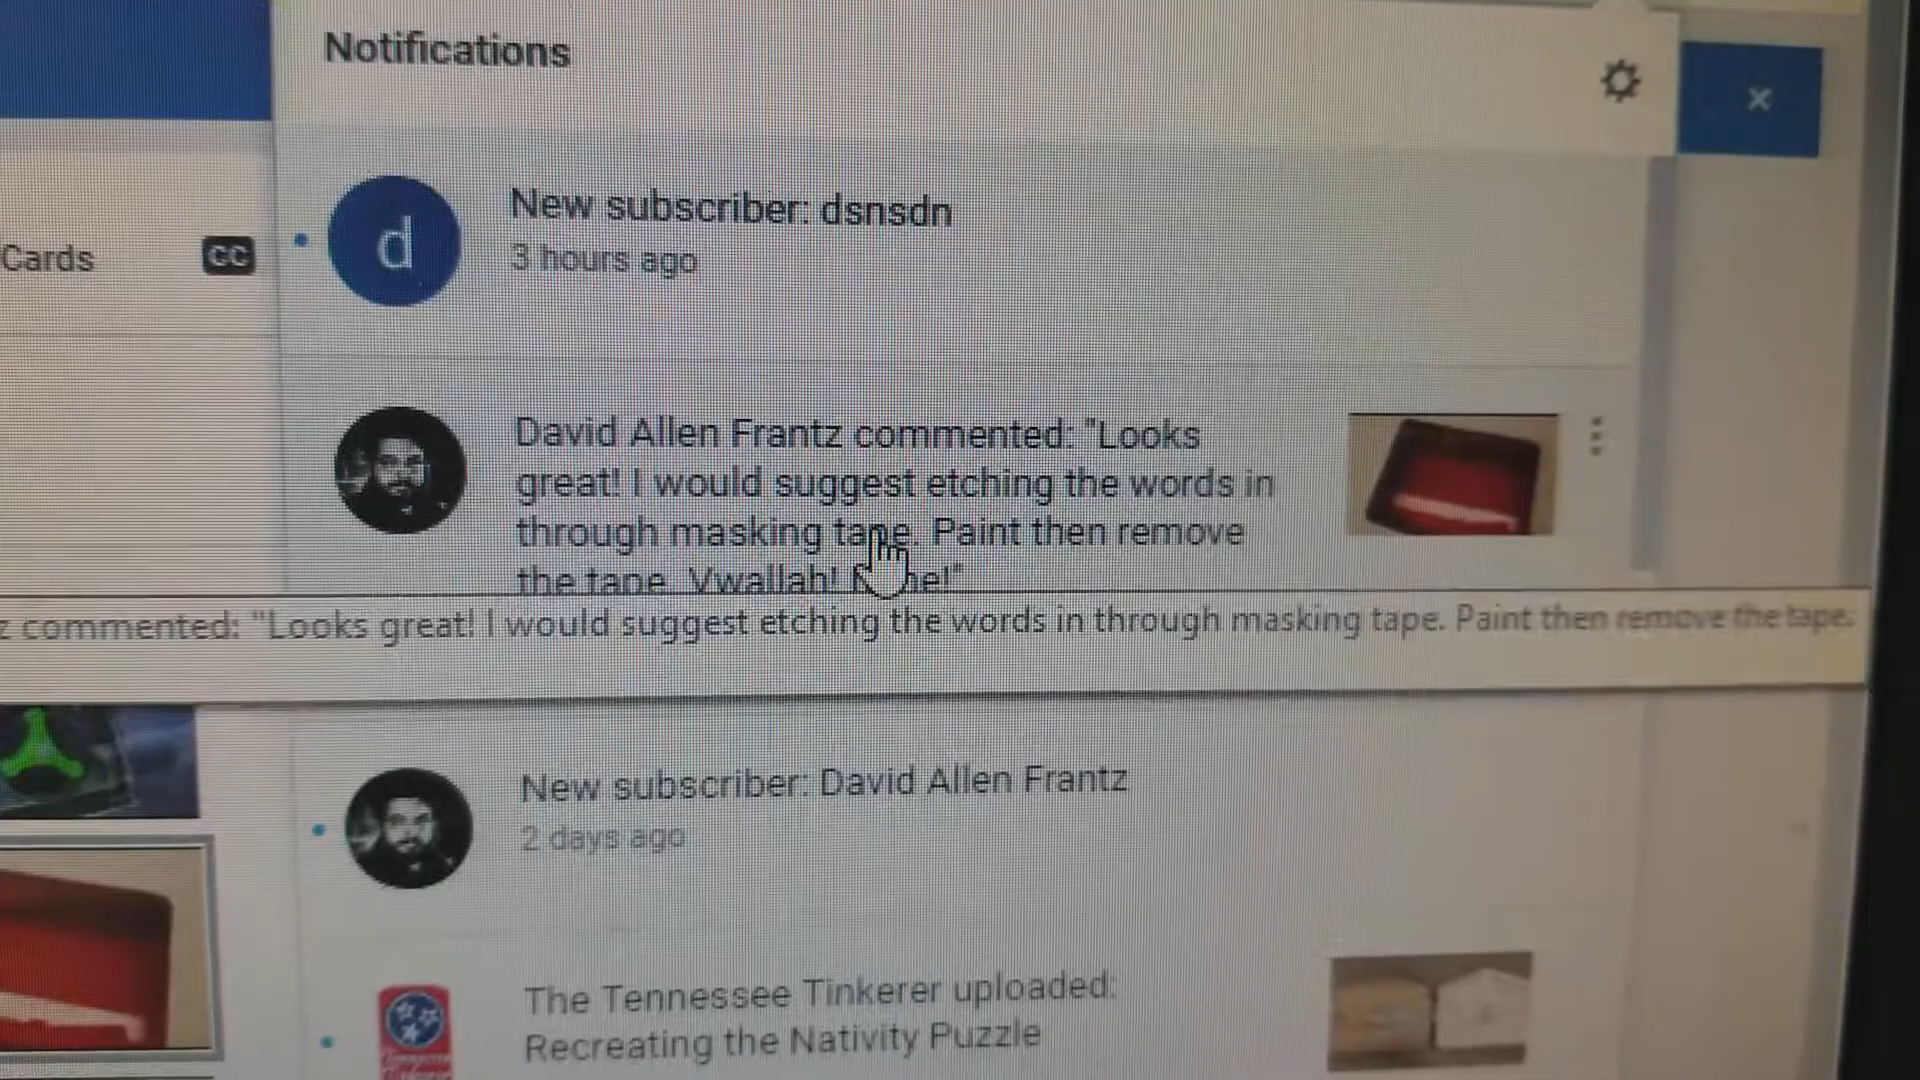 Notifications
×
Cards
CC
d
New subscriber: dsnsdn
3 hours ago
David Allen Frantz commented: "Looks
great! I would suggest etching the words in
through masking tape. Paint then remove
the tape. Vwallah!
z commented: "Looks great! I would suggest etching the words in through masking tape. Paint then remove the tape.
New subscriber: David Allen Frantz
2 days ago
The Tennessee Tinkerer uploaded:
Recreating the Nativity Puzzle